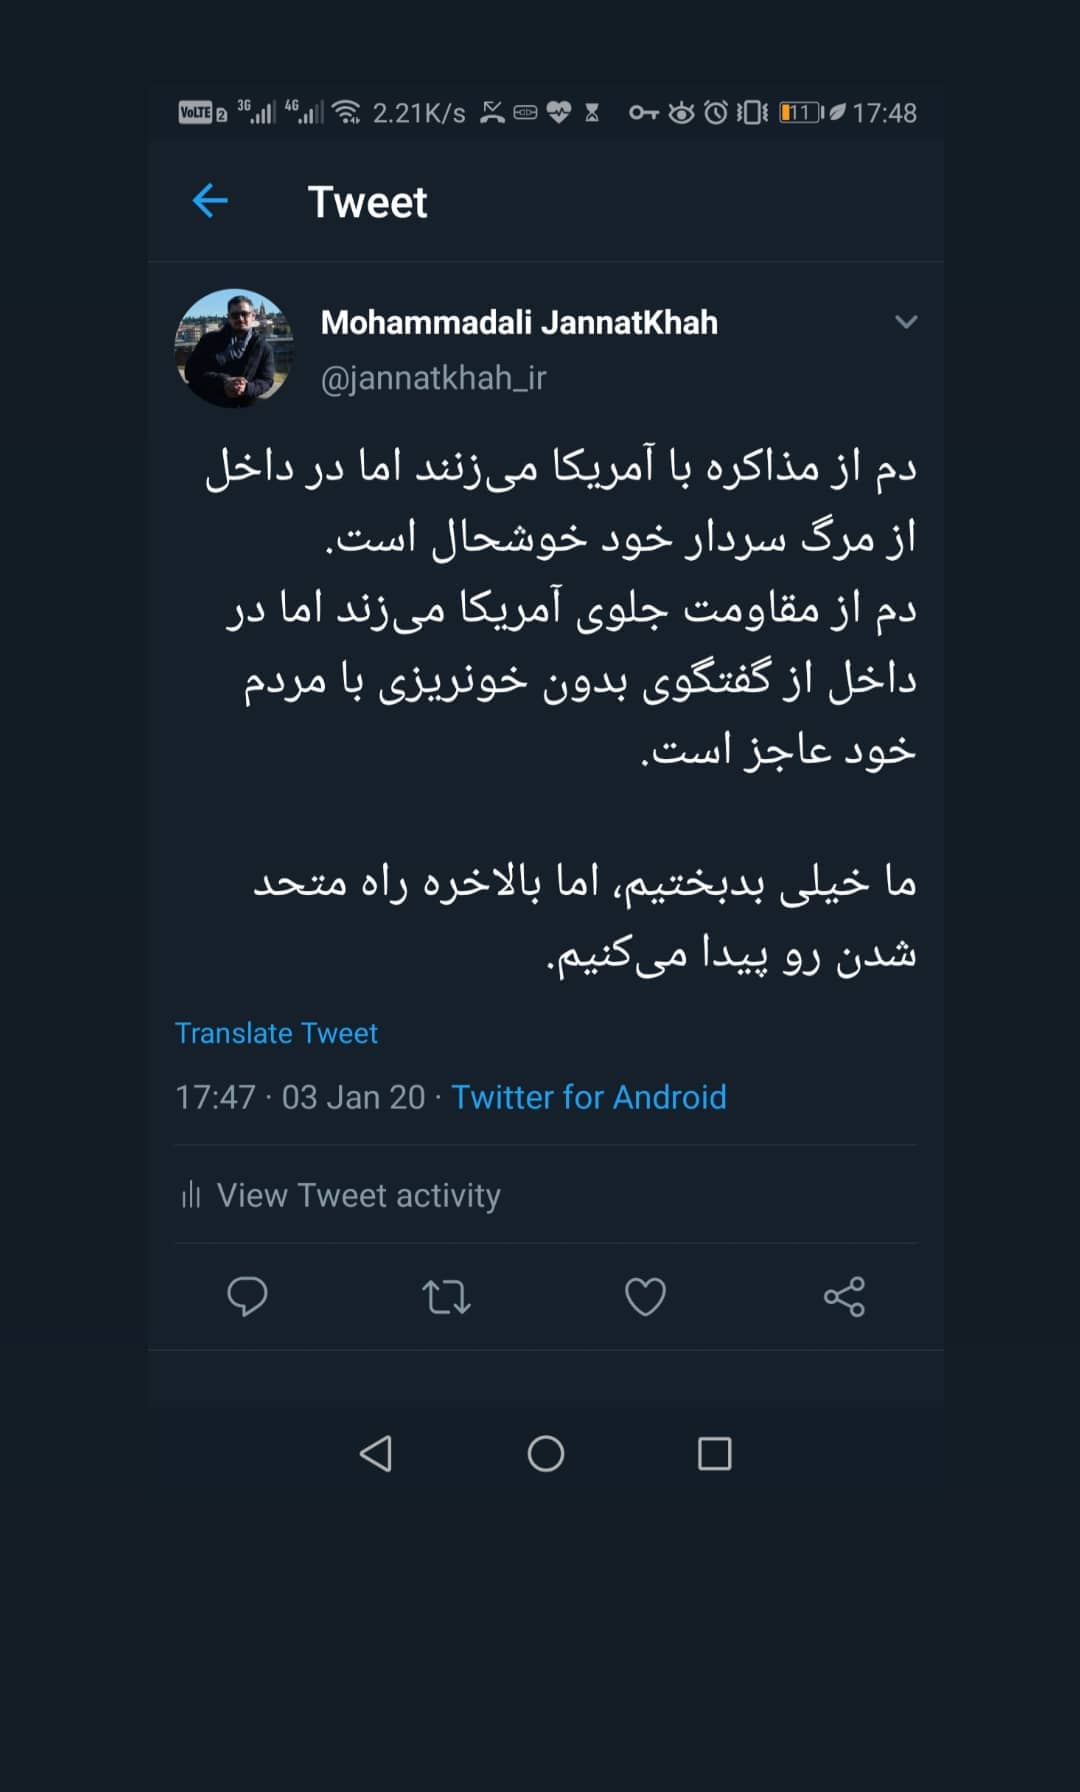 VoLTE 2 3G 4G 2.21K/s HD 11 17:48
Tweet
Mohammadali JannatKhah
@jannatkhah_ir
دم از مذاکره با آمریکا می‌زنند اما در داخل
از مرگ سردار خود خوشحال است.
دم از مقاومت جلوی آمریکا می‌زند اما در
داخل از گفتگوی بدون خونریزی با مردم
خود عاجز است.
ما خیلی بدبختیم، اما بالاخره راه متحد
شدن رو پیدا می‌کنیم.
Translate Tweet
17:47 · 03 Jan 20 · Twitter for Android
View Tweet activity